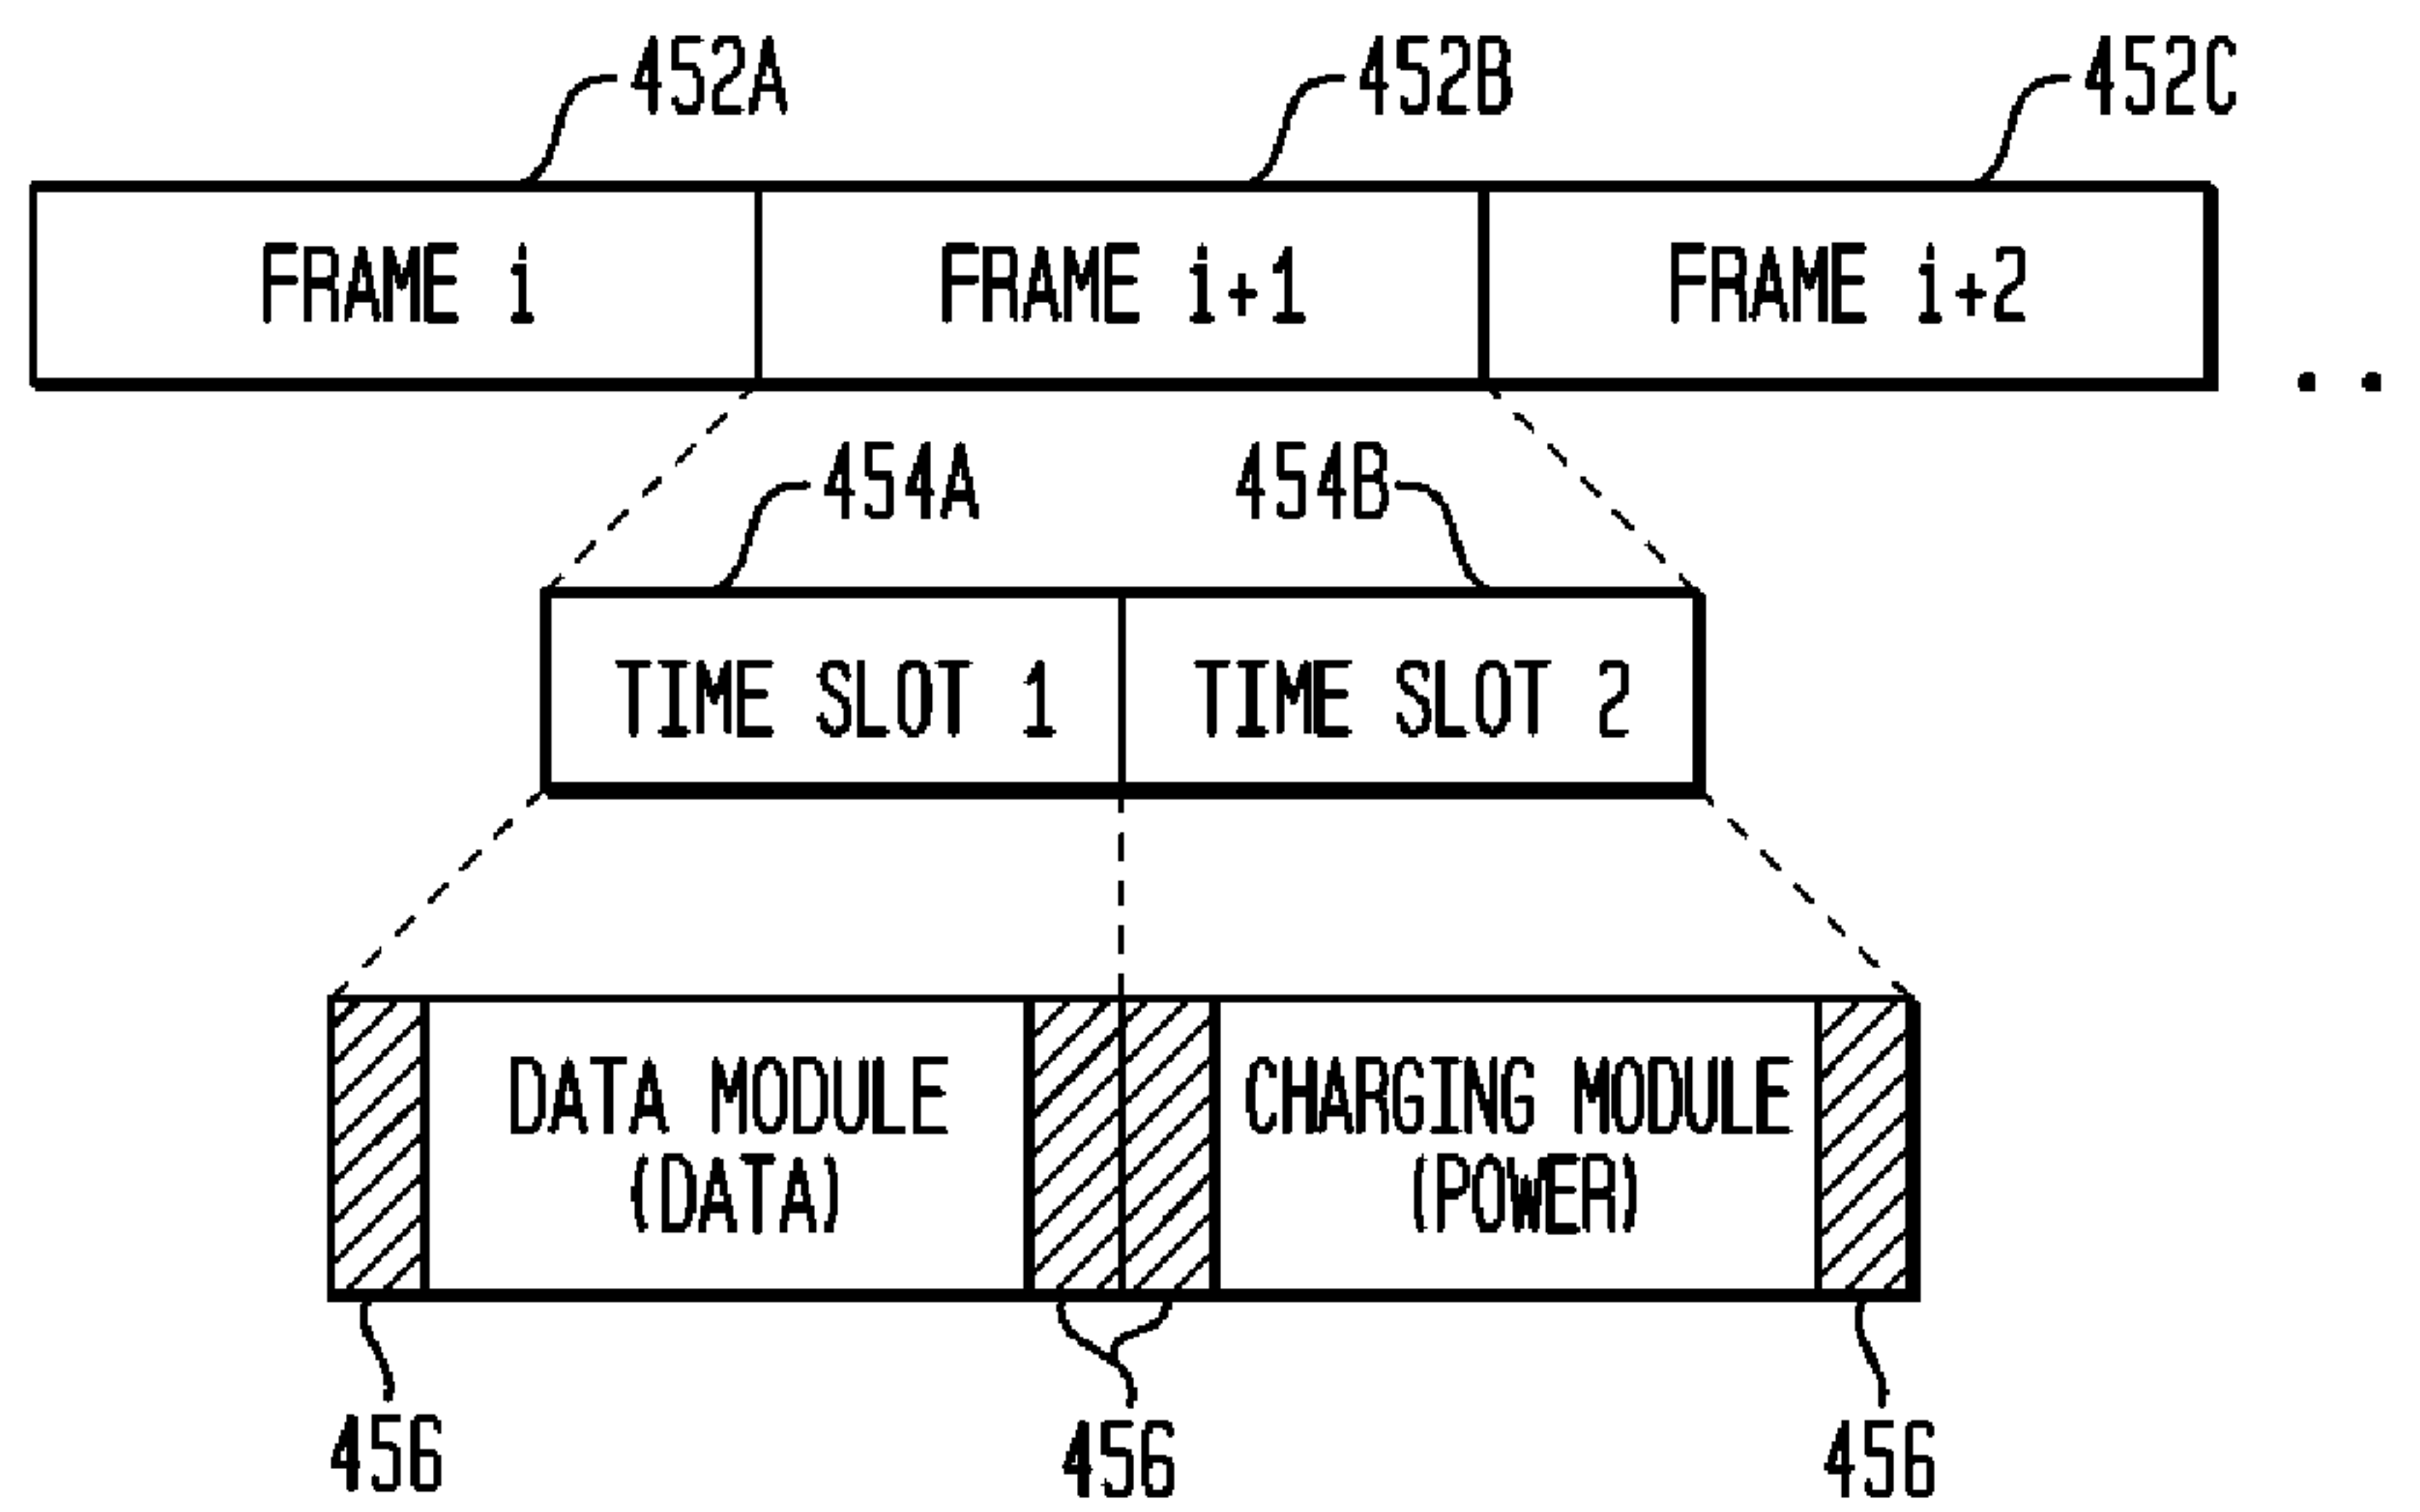 452A 452B 452C
FRAME i FRAME i+1 FRAME i+2 ..
454A 454B
TIME SLOT 1 TIME SLOT 2
DATA MODULE
(DATA)
CHARGING MODULE
(POWER)
456 456 456